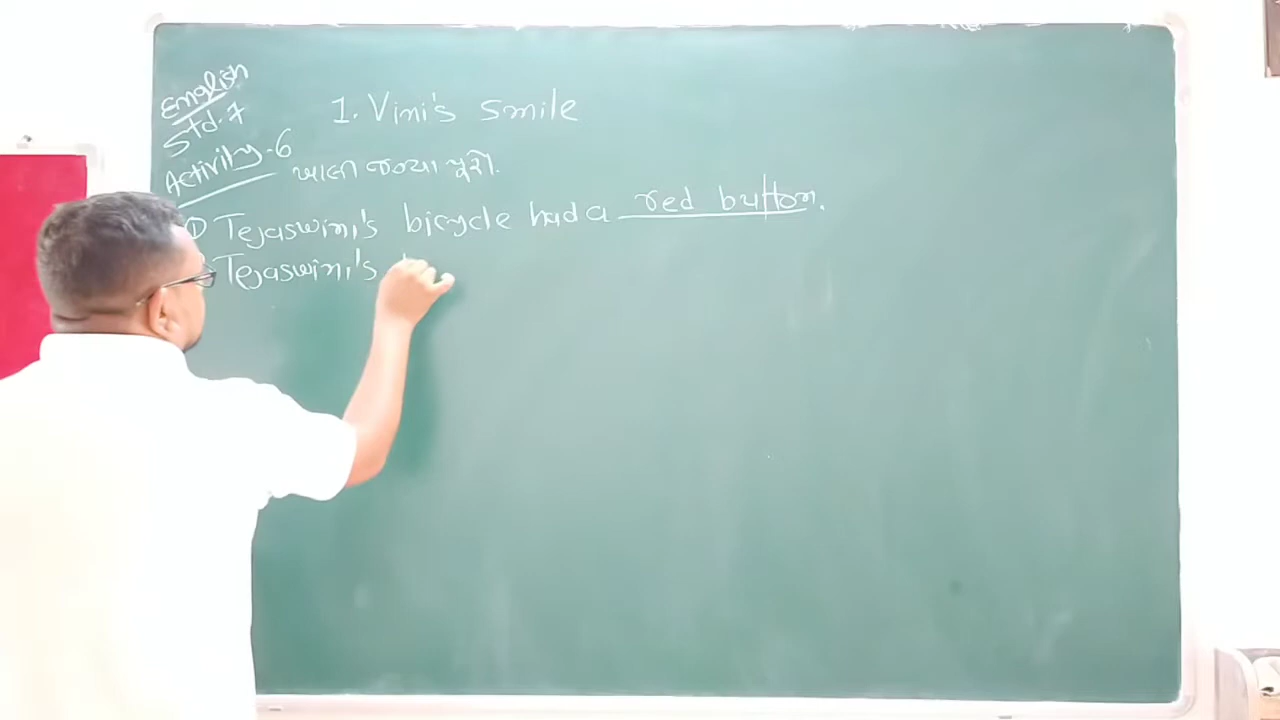 English
Std.7
1. Vini's smile
Activity-6
ખાલી જગ્યા પૂરો.
① Tejaswini's bicycle had a red button.
Tejaswini's